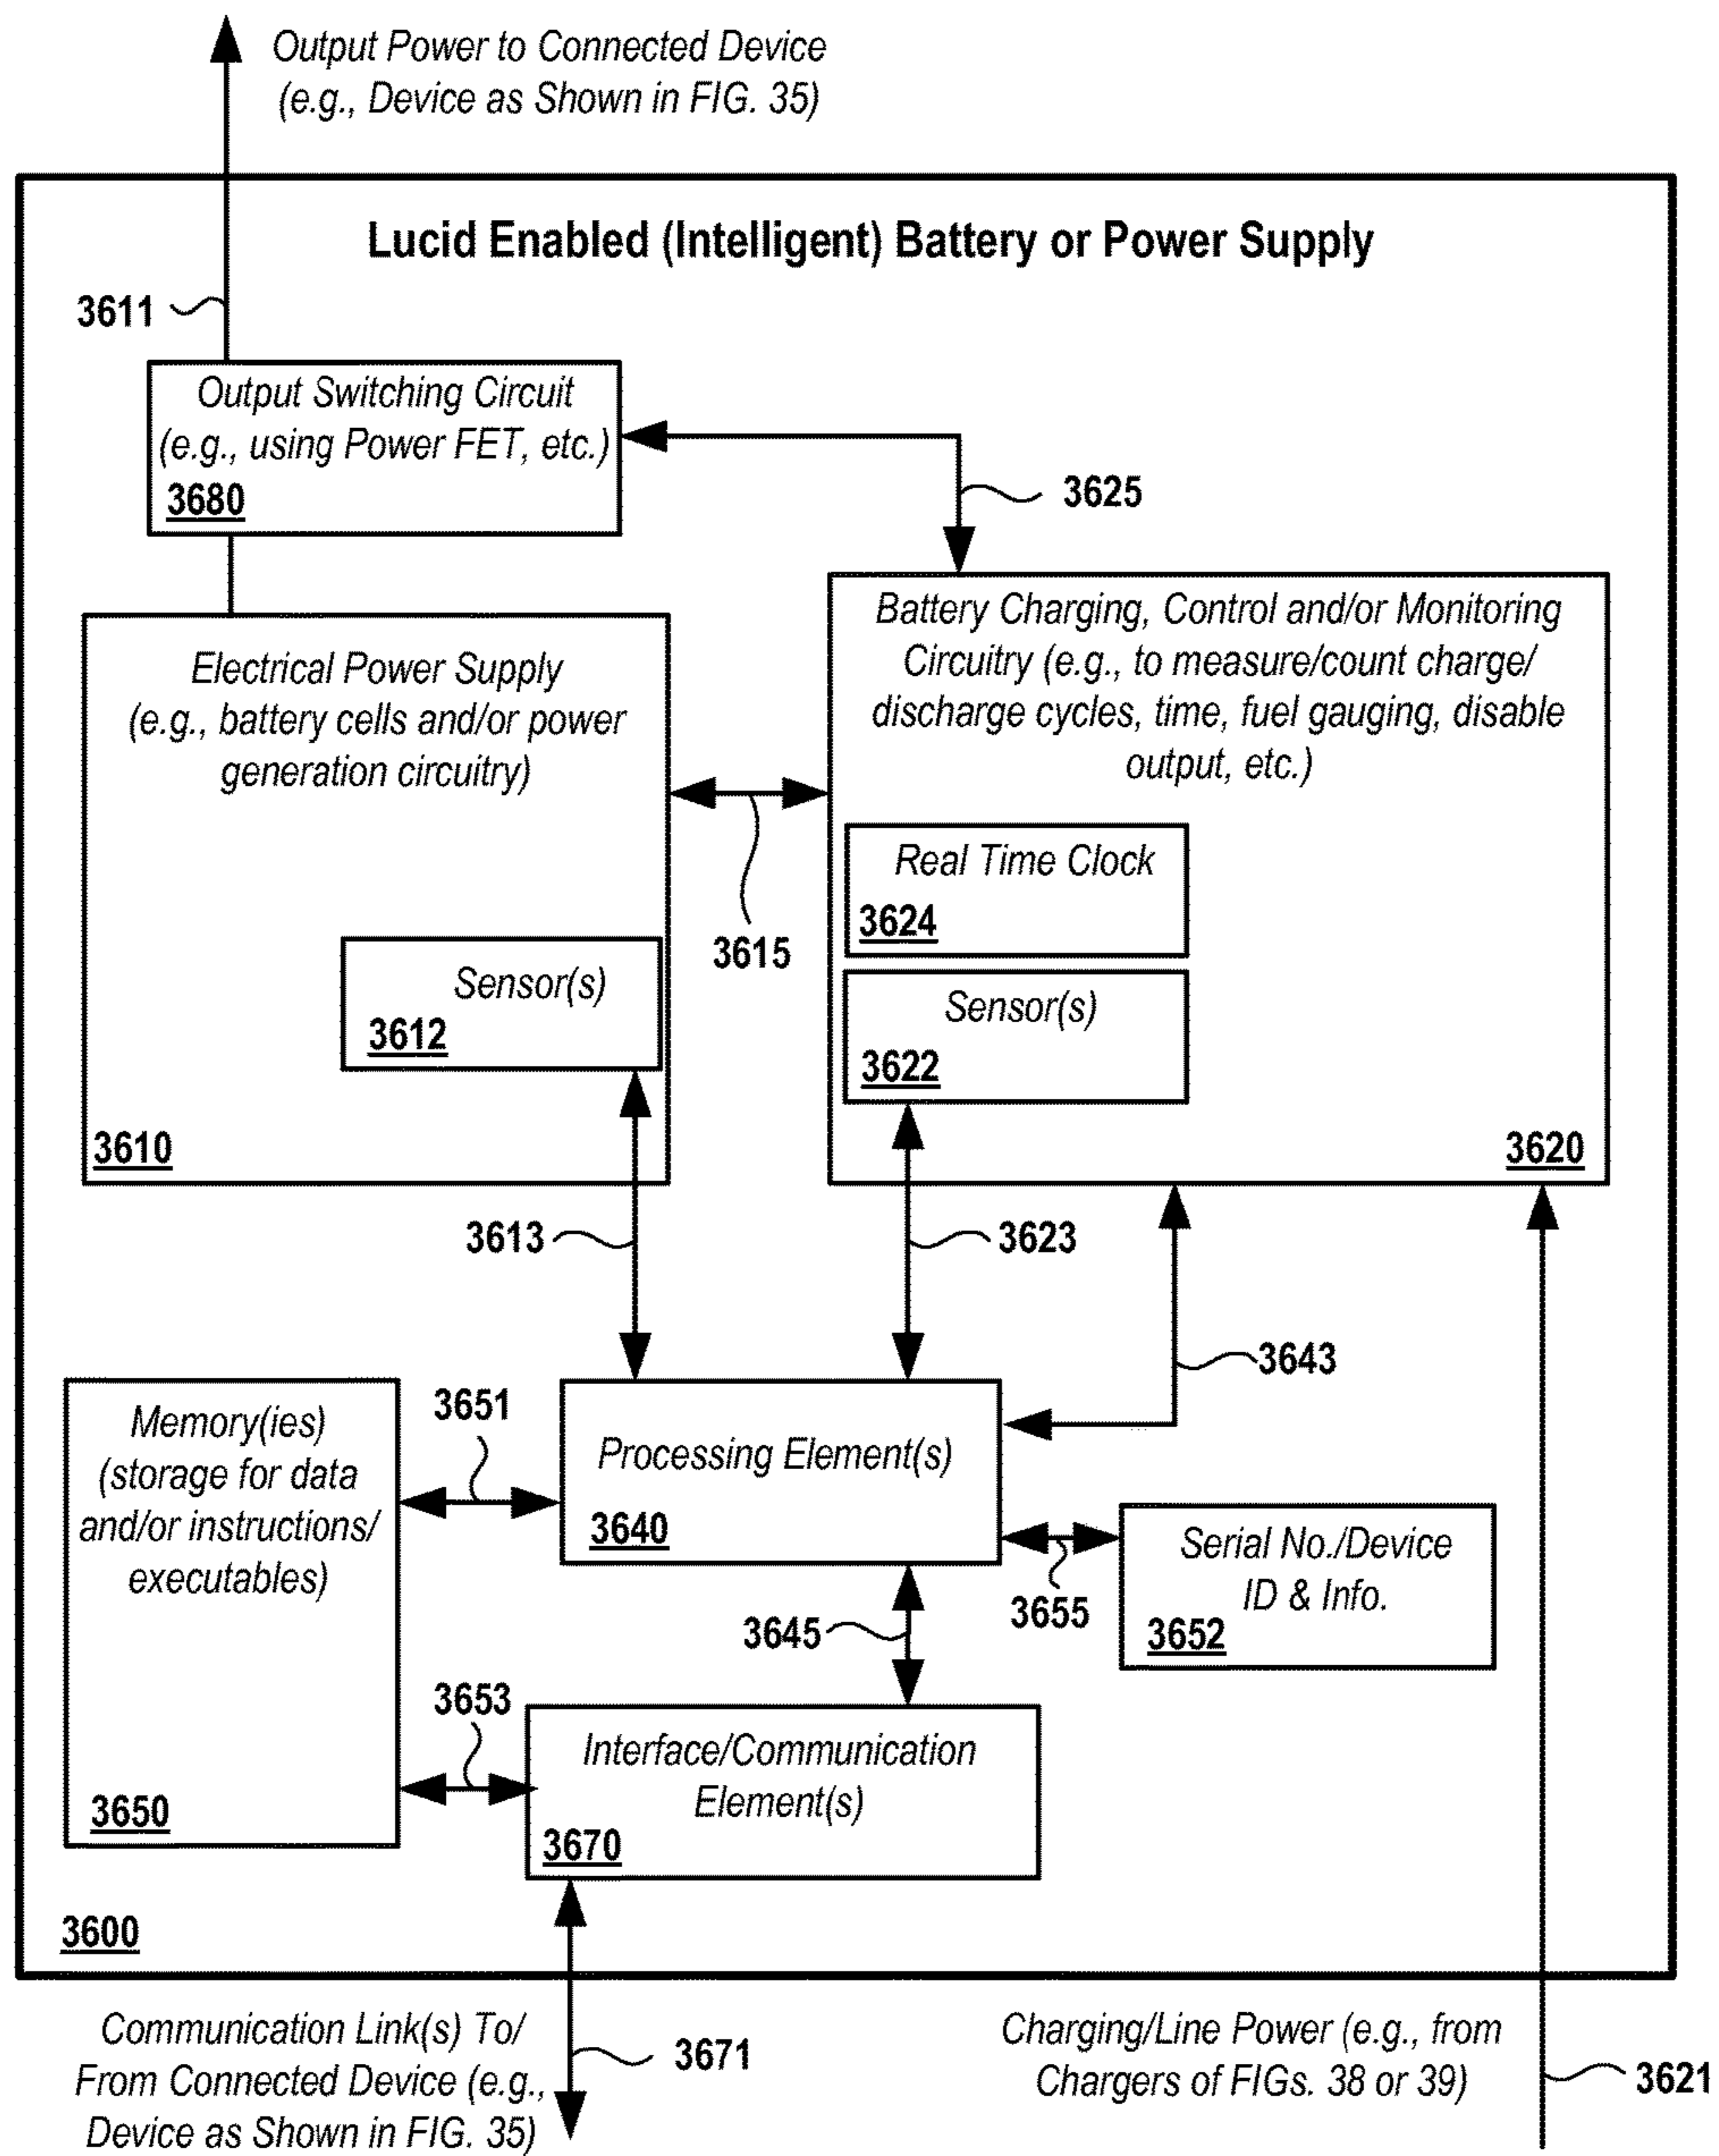 Output Power to Connected Device
(e.g., Device as Shown in FIG. 35)
Lucid Enabled (Intelligent) Battery or Power Supply
3611
Output Switching Circuit
(e.g., using Power FET, etc.)
3680
3625
Battery Charging, Control and/or Monitoring
Circuitry (e.g., to measure/count charge/
discharge cycles, time, fuel gauging, disable
output, etc.)
Electrical Power Supply
(e.g., battery cells and/or power
generation circuitry)
3615
Real Time Clock
3624
Sensor(s)
3612
Sensor(s)
3622
3610
3620
3613
3623
3643
Memory(ies)
(storage for data
and/or instructions/
executables)
3650
3651
Processing Element(s)
3640
Serial No./Device
ID & Info.
3652
3655
3645
3653
Interface/Communication
Element(s)
3670
3600
Communication Link(s) To/
From Connected Device (e.g.,
Device as Shown in FIG. 35)
3671
Charging/Line Power (e.g., from
Chargers of FIGs. 38 or 39)
3621